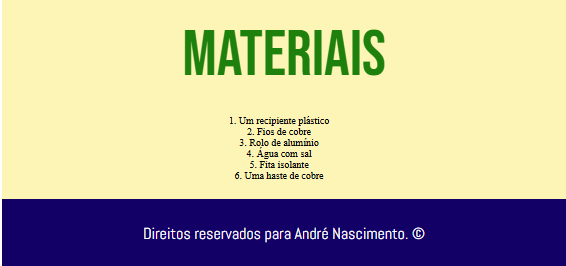 MATERIAIS
1. Um recipiente plástico
2. Fios de cobre
3. Rolo de alumínio
4. Água com sal
5. Fita isolante
6. Uma haste de cobre
Direitos reservados para André Nascimento. ©